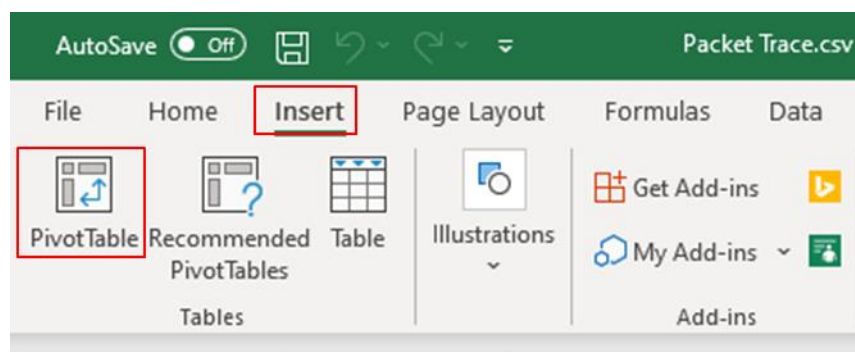 AutoSave Off Packet Trace.csv
File Home Insert Page Layout Formulas Data
PivotTable Recommended PivotTables Table Illustrations
Get Add-ins
My Add-ins
Tables Add-ins